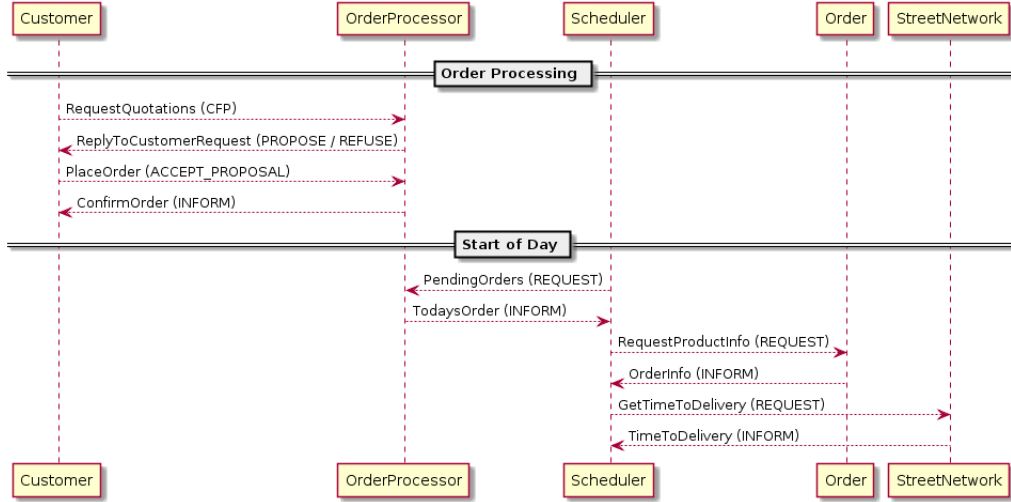 Customer OrderProcessor Scheduler Order StreetNetwork
Order Processing
RequestQuotations (CFP)
ReplyToCustomerRequest (PROPOSE / REFUSE)
PlaceOrder (ACCEPT_PROPOSAL)
ConfirmOrder (INFORM)
Start of Day
PendingOrders (REQUEST)
TodaysOrder (INFORM)
RequestProductInfo (REQUEST)
OrderInfo (INFORM)
GetTimeToDelivery (REQUEST)
TimeToDelivery (INFORM)
Customer OrderProcessor Scheduler Order StreetNetwork